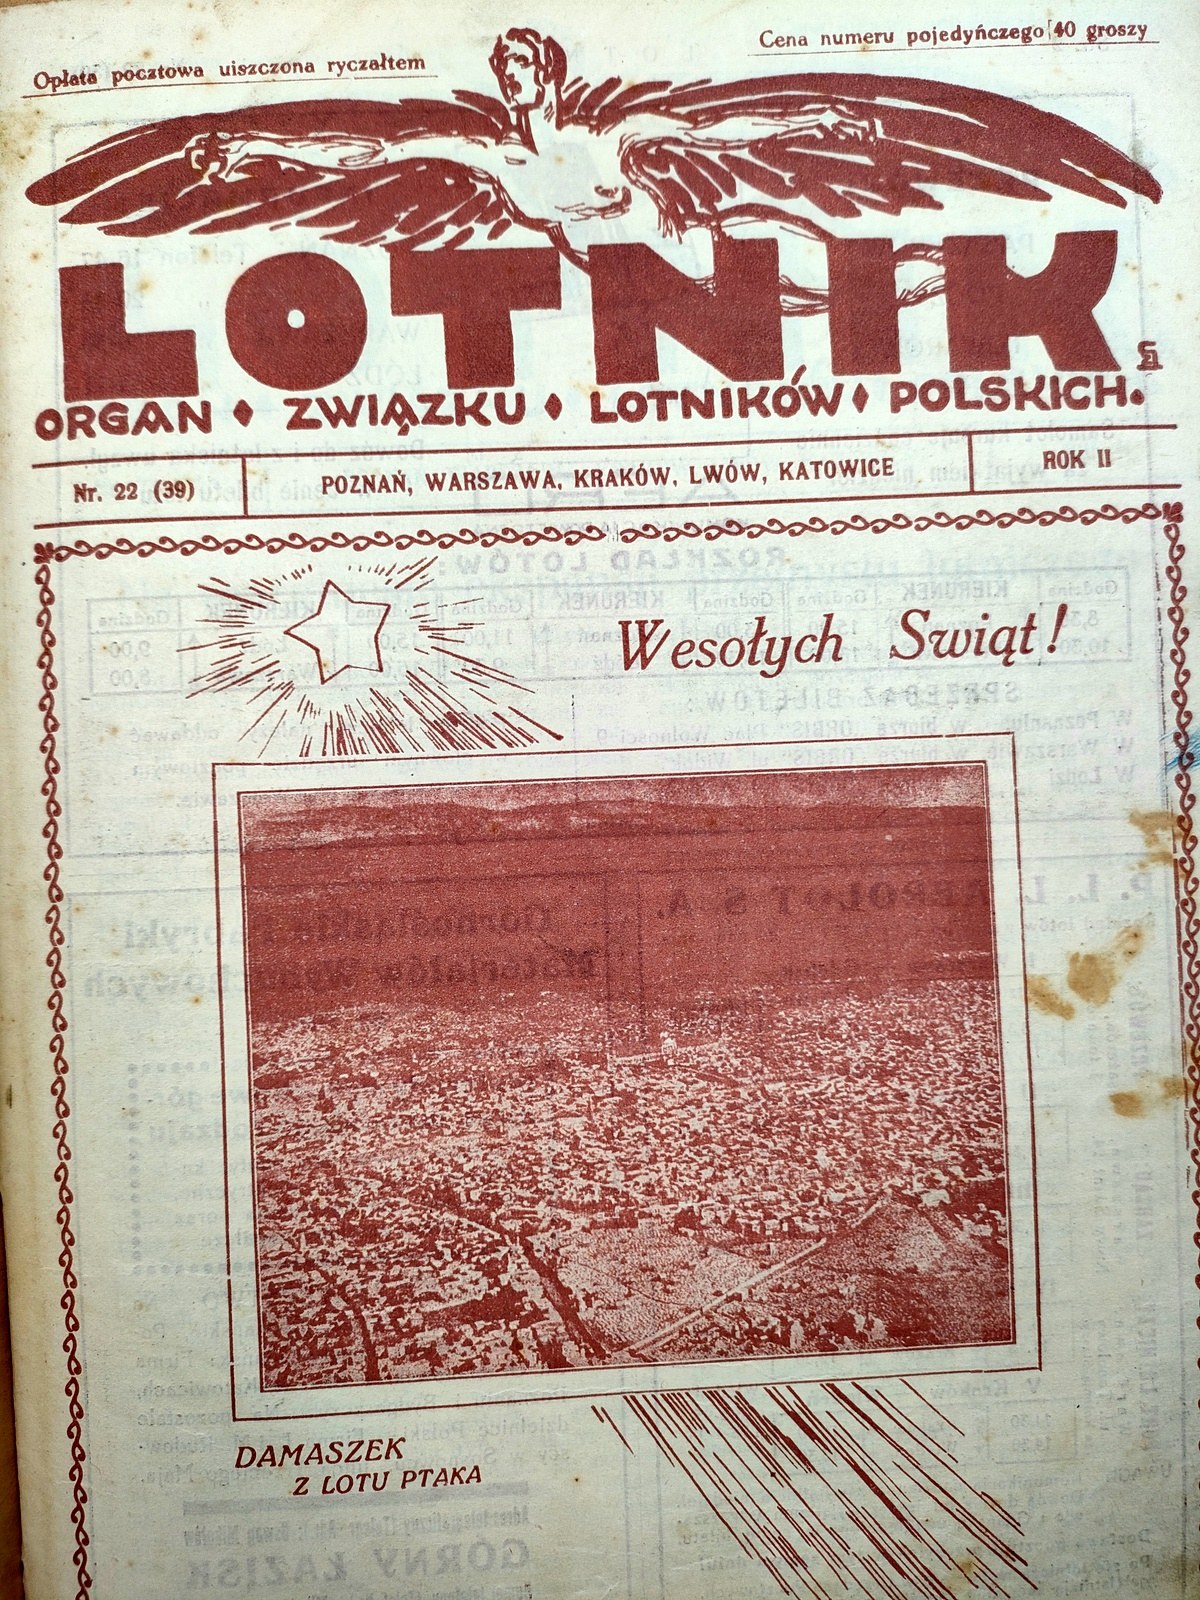 Opłata pocztowa uiszczona ryczałtem
Cena numeru pojedyńczego 40 groszy
LOTNIK
ORGAN ♦ ZWIĄZKU ♦ LOTNIKÓW ♦ POLSKICH.
Nr. 22 (39)
POZNAŃ, WARSZAWA, KRAKÓW, LWÓW, KATOWICE
ROK II
Wesołych Swiąt!
DAMASZEK
Z LOTU PTAKA